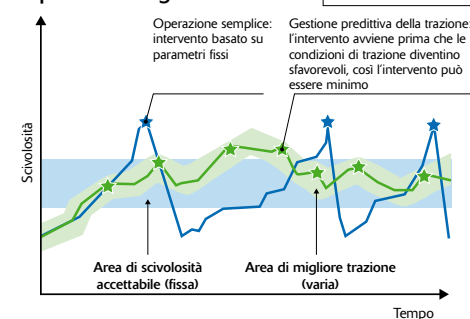 Operazione semplice:
intervento basato su
parametri fissi
Gestione predittiva della trazione:
l'intervento avviene prima che le
condizioni di trazione diventino
sfavorevoli, così l'intervento può
essere minimo
Scivolosità
Area di scivolosità
accettabile (fissa)
Area di migliore trazione
(varia)
Tempo